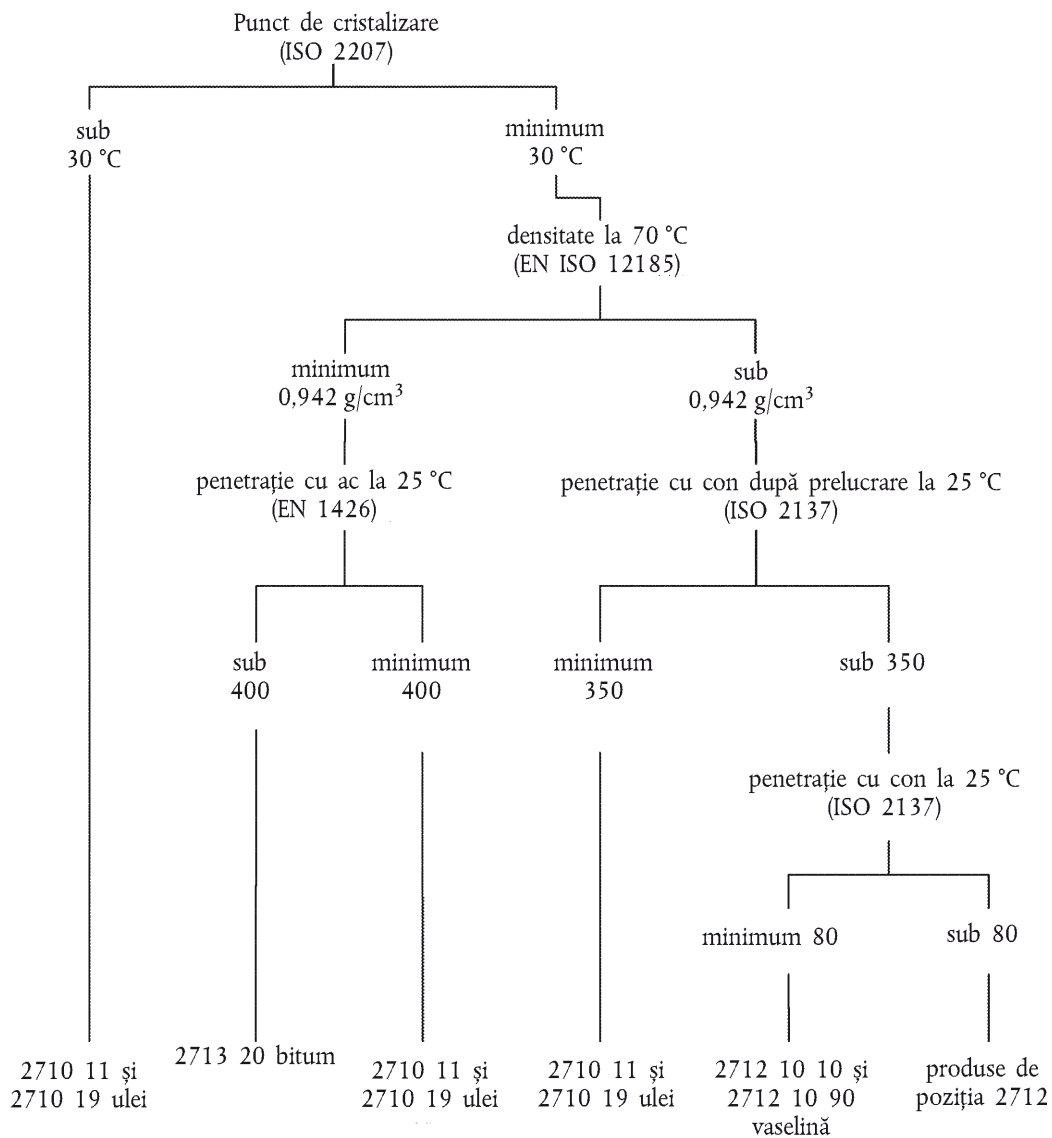 Punct de cristalizare
(ISO 2207)
sub
30 °C
minimum
30 °C
densitate la 70 °C
(EN ISO 12185)
minimum
0,942 g/cm³
sub
0,942 g/cm³
penetrație cu ac la 25 °C
(EN 1426)
penetrație cu con după prelucrare la 25 °C
(ISO 2137)
sub
400
minimum
400
minimum
350
sub 350
penetrație cu con la 25 °C
(ISO 2137)
minimum 80
sub 80
2710 11 și
2710 19 ulei
2713 20 bitum
2710 11 și
2710 19 ulei
2710 11 și
2710 19 ulei
2712 10 10 și
2712 10 90
vaselină
produse de
poziția 2712